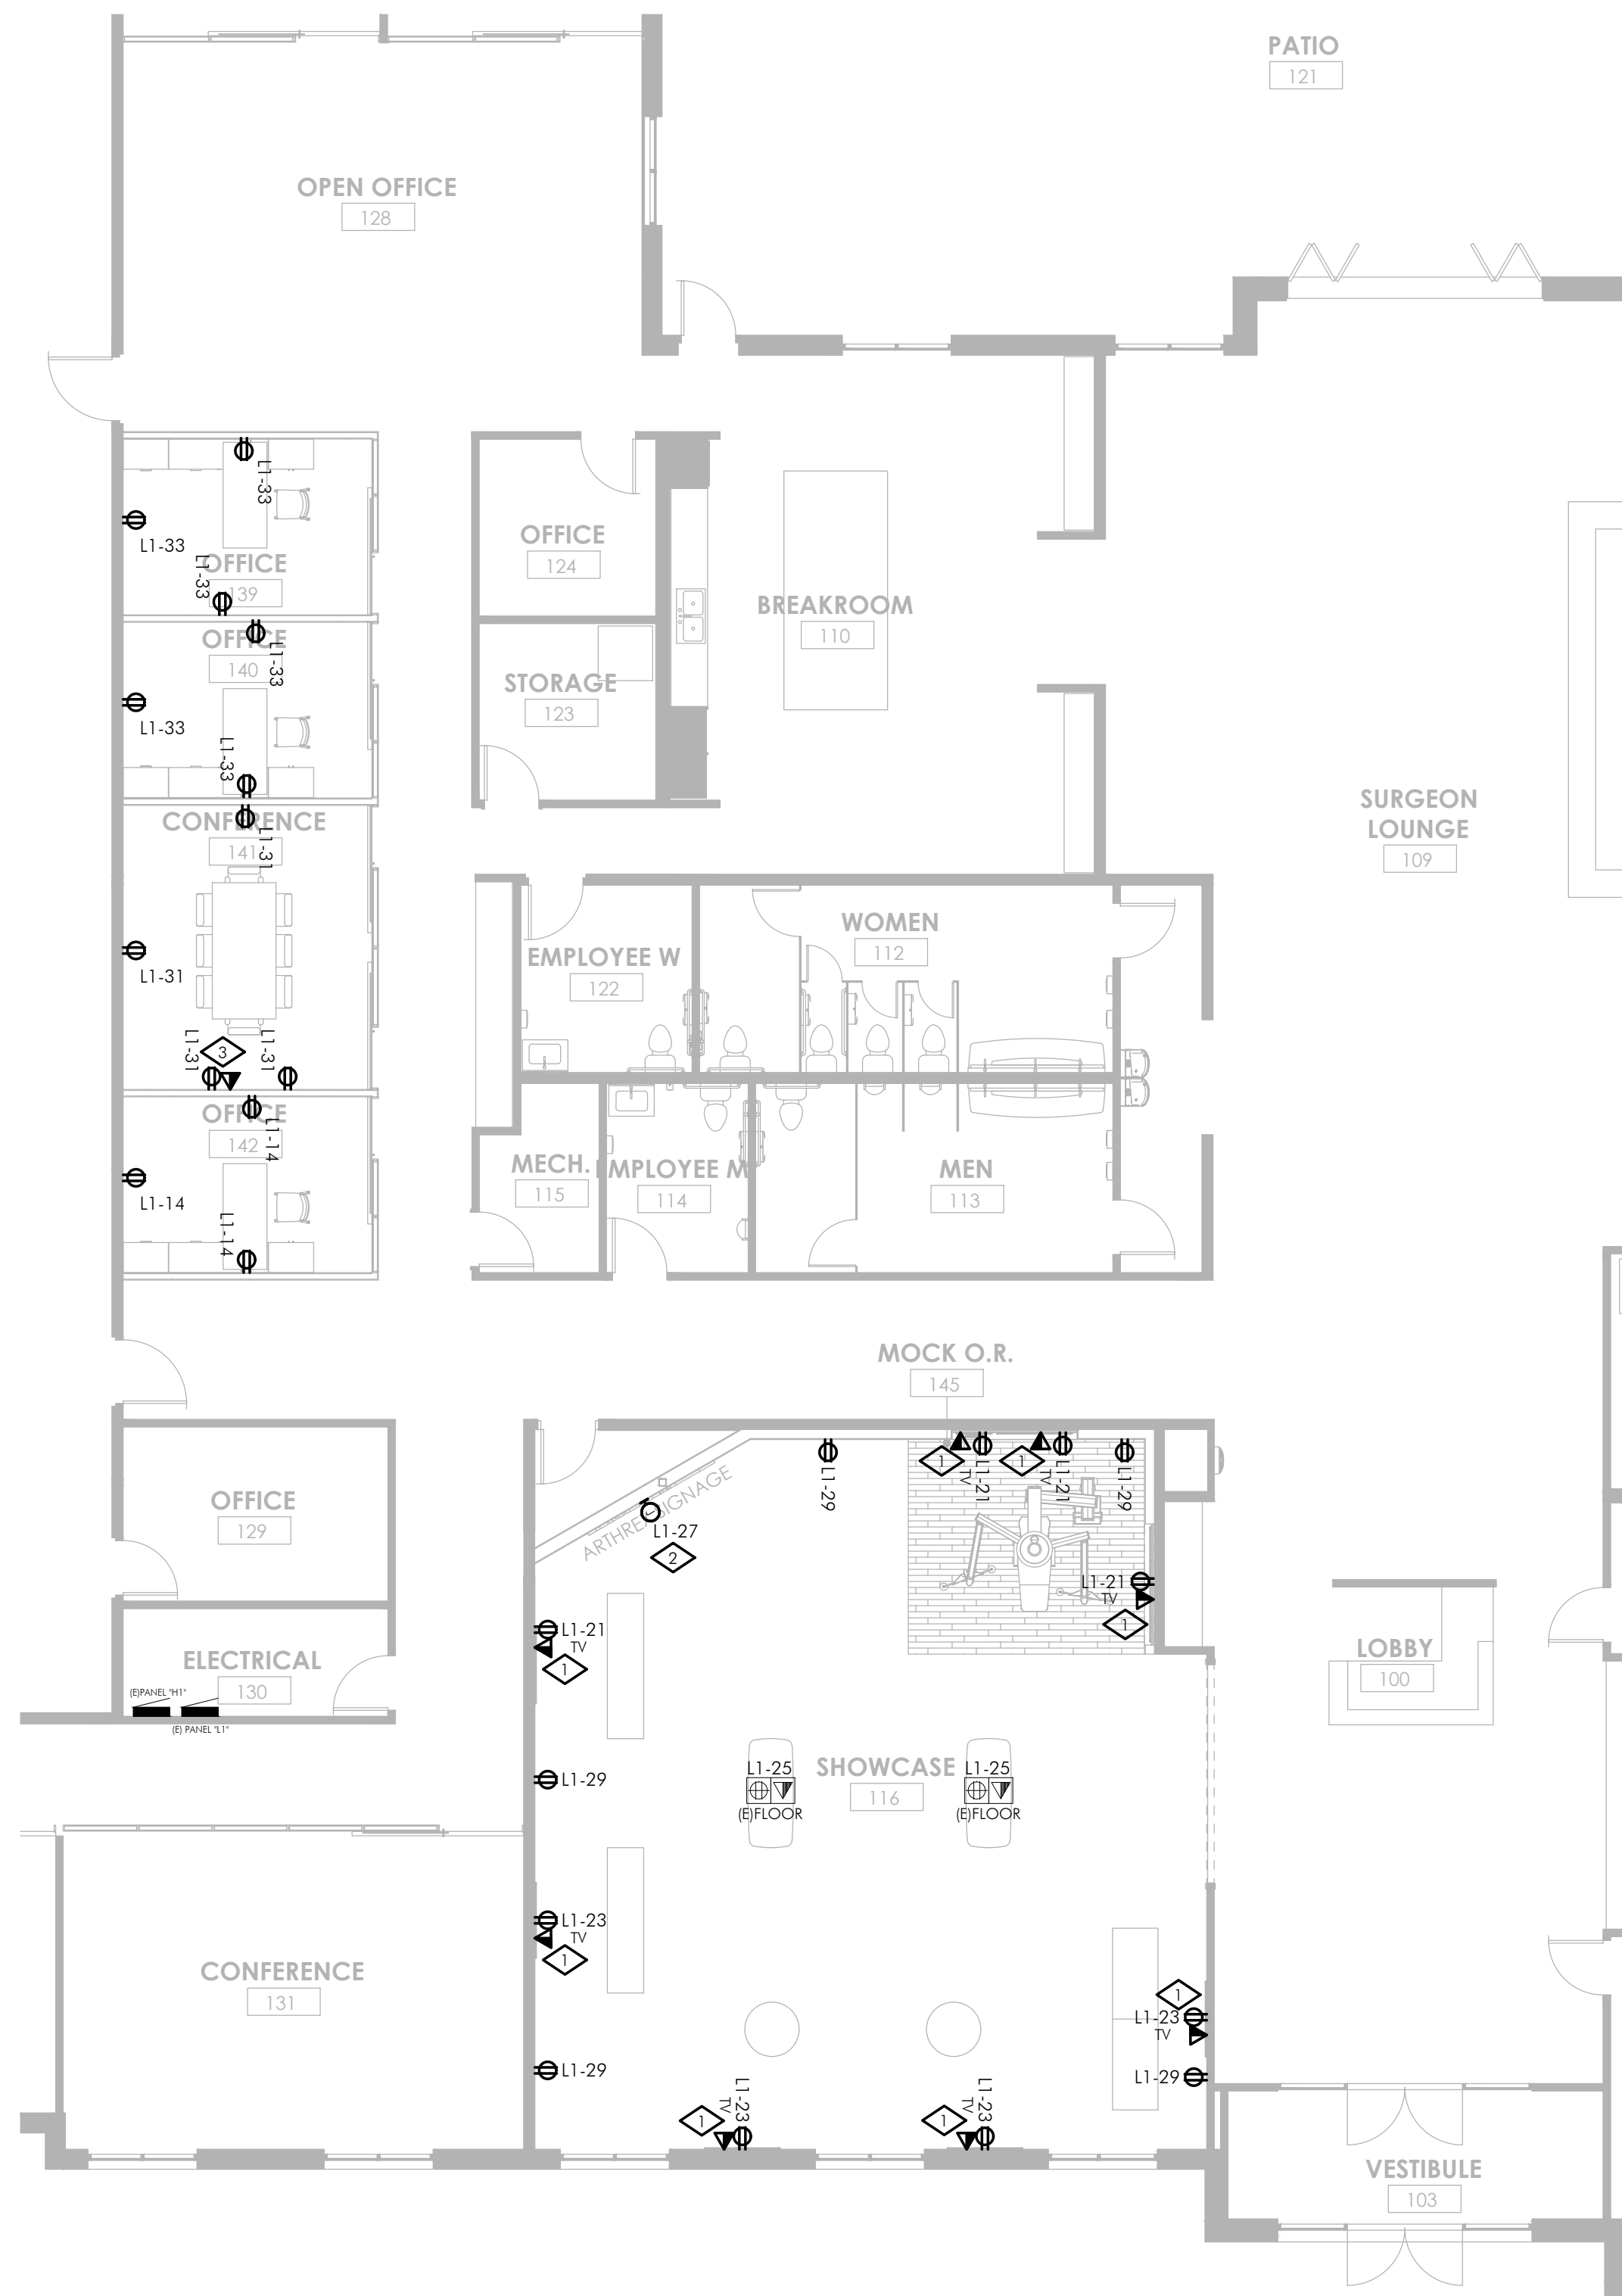 PATIO
121
OPEN OFFICE
128
L1-33
L1-33
L1-33
OFFICE
139
OFFICE
124
BREAKROOM
110
OFFICE
140
L1-33
L1-33
L1-33
STORAGE
123
SURGEON
LOUNGE
109
CONFERENCE
141
L1-31
L1-31
L1-31
3
L1-31
WOMEN
112
EMPLOYEE W
122
OFFICE
142
L1-14
L1-14
L1-14
MECH.
115
EMPLOYEE M
114
MEN
113
MOCK O.R.
145
OFFICE
129
ARTHREX SIGNAGE
L1-27
2
L1-29
1
TV
L1-21
1
TV
L1-21
L1-29
L1-21
TV
1
L1-21
TV
1
ELECTRICAL
130
(E)PANEL "H1"
(E) PANEL "L1"
LOBBY
100
L1-29
L1-25
(E)FLOOR
SHOWCASE
116
L1-25
(E)FLOOR
L1-23
TV
1
CONFERENCE
131
1
L1-23
TV
L1-29
L1-29
1
TV
L1-23
1
TV
L1-23
VESTIBULE
103